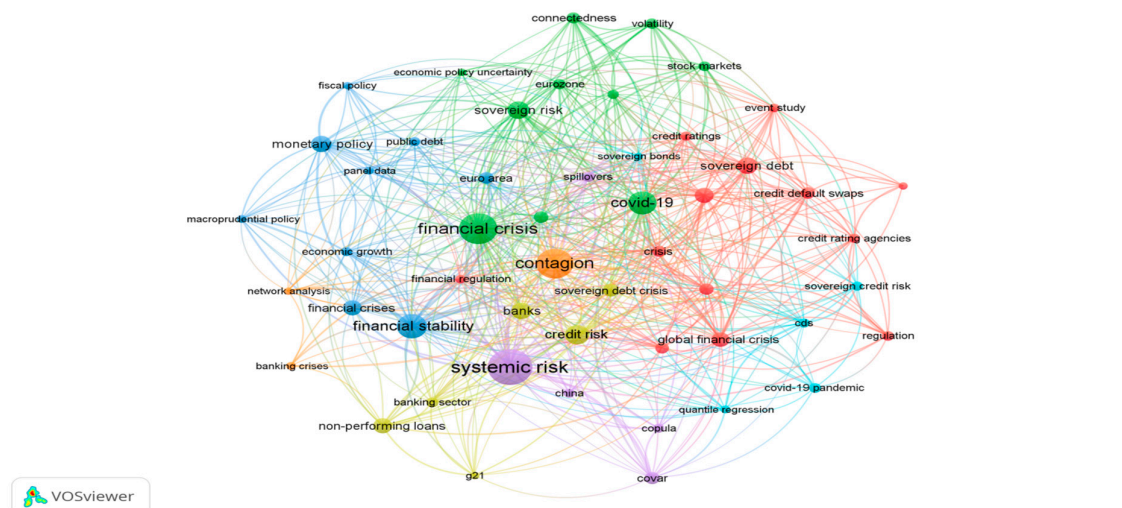 connectedness
volatility
stock markets
economic policy uncertainty
eurozone
fiscal policy
sovereign risk
event study
credit ratings
monetary policy
public debt
sovereign bonds
sovereign debt
panel data
euro area
spillovers
credit default swaps
covid-19
macroprudential policy
financial crisis
credit rating agencies
economic growth
crisis
contagion
financial regulation
sovereign credit risk
network analysis
sovereign debt crisis
financial crises
banks
cds
financial stability
credit risk
global financial crisis
regulation
banking crises
systemic risk
china
covid-19 pandemic
banking sector
quantile regression
non-performing loans
copula
g21
covar
VOSviewer